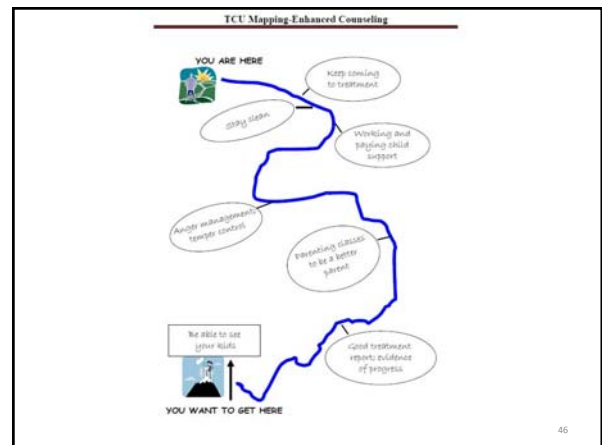 TCU Mapping-Enhanced Counseling
YOU ARE HERE
Keep coming
to treatment
Stay clean
Working and
paying child
support
Anger management;
temper control
Parenting classes
to be a better
parent
Be able to see
your kids
Good treatment
report; evidence
of progress
YOU WANT TO GET HERE
46